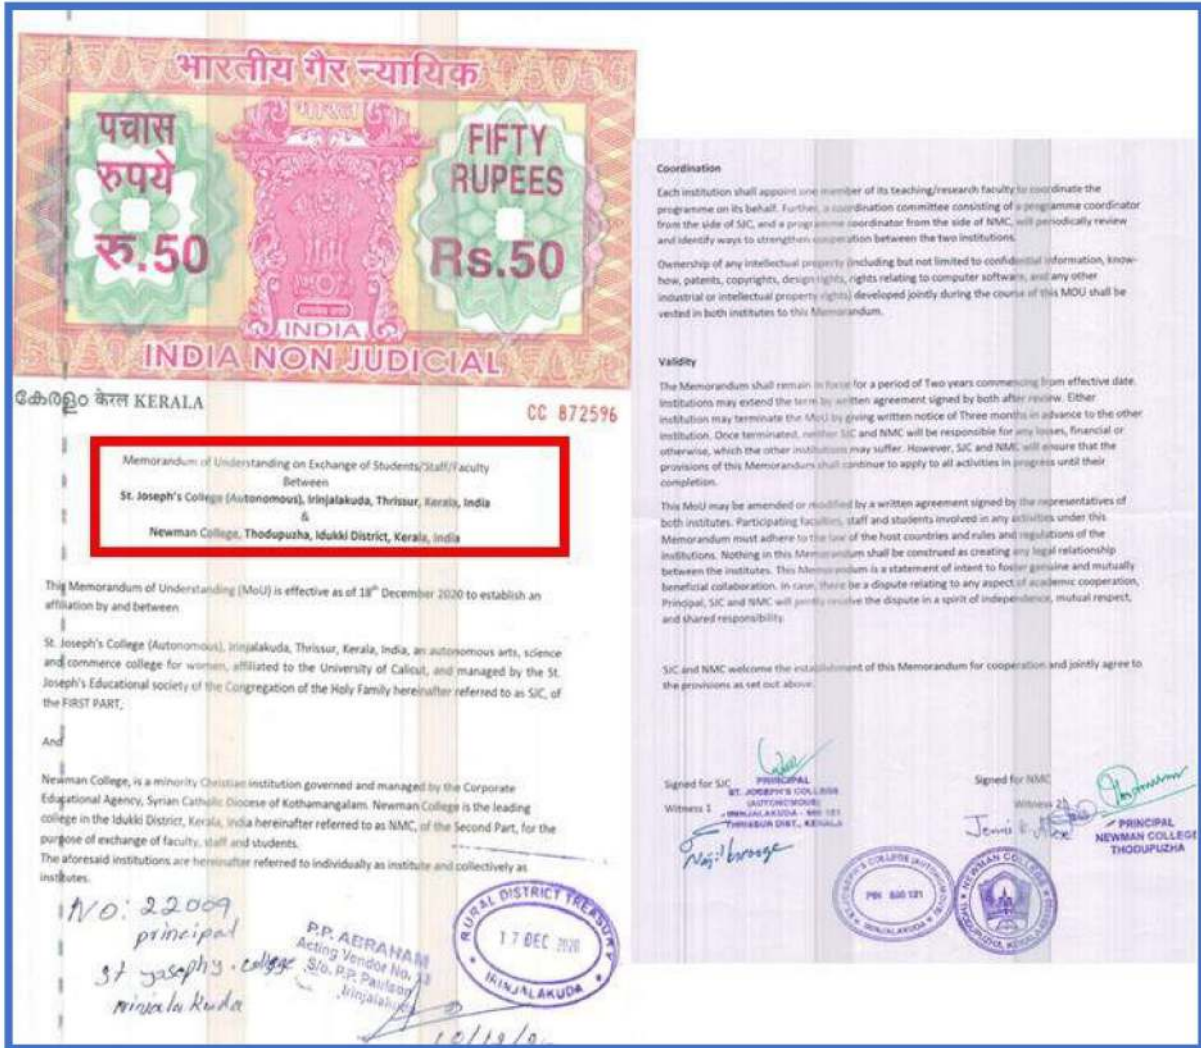 भारतीय गैर न्यायिक
भारत
पचास
रुपये
रु.50
FIFTY
RUPEES
Rs.50
INDIA
INDIA NON JUDICIAL
കേരളം केरल KERALA
CC 872596
Memorandum of Understanding on Exchange of Students/Staff/Faculty
Between
St. Joseph's College (Autonomous), Irinjalakuda, Thrissur, Kerala, India
&
Newman College, Thodupuzha, Idukki District, Kerala, India
This Memorandum of Understanding (MoU) is effective as of 18th December 2020 to establish an
affiliation by and between
St. Joseph's College (Autonomous), Irinjalakuda, Thrissur, Kerala, India, an autonomous arts, science
and commerce college for women, affiliated to the University of Calicut, and managed by the St.
Joseph's Educational society of the Congregation of the Holy Family hereinafter referred to as SJC, of
the FIRST PART,
And
Newman College, is a minority Christian institution governed and managed by the Corporate
Educational Agency, Syrian Catholic Diocese of Kothamangalam. Newman College is the leading
college in the Idukki District, Kerala, India hereinafter referred to as NMC, of the Second Part, for the
purpose of exchange of faculty, staff and students.
The aforesaid institutions are hereinafter referred to individually as institute and collectively as
institutes.
NO: 22009
principal
st yasephy. college
P.P. ABRAHAM
Acting Vendor No.
S/o. P.P. Paulson
Irinjalakuda
RURAL DISTRICT TREASURY
17 DEC 2020
IRINJALAKUDA
Coordination
Each institution shall appoint one member of its teaching/research faculty to coordinate the
programme on its behalf. Further, a coordination committee consisting of a programme coordinator
from the side of SJC, and a programme coordinator from the side of NMC, will periodically review
and identify ways to strengthen cooperation between the two institutions.
Ownership of any intellectual property (including but not limited to confidential information, know-
how, patents, copyrights, design rights, rights relating to computer software, and any other
industrial or intellectual property rights) developed jointly during the course of this MOU shall be
vested in both institutes to this Memorandum.
Validity
The Memorandum shall remain in force for a period of Two years commencing from effective date.
Institutions may extend the term by written agreement signed by both after review. Either
institution may terminate the MoU by giving written notice of Three months in advance to the other
institution. Once terminated, neither SJC and NMC will be responsible for any losses, financial or
otherwise, which the other institutions may suffer. However, SJC and NMC will ensure that the
provisions of this Memorandum shall continue to apply to all activities in progress until their
completion.
This MoU may be amended or modified by a written agreement signed by the representatives of
both institutes. Participating faculties, staff and students involved in any activities under this
Memorandum must adhere to the law of the host countries and rules and regulations of the
institutions. Nothing in this Memorandum shall be construed as creating any legal relationship
between the institutes. This Memorandum is a statement of intent to foster genuine and mutually
beneficial collaboration. In case, there be a dispute relating to any aspect of academic cooperation,
Principal, SJC and NMC will jointly resolve the dispute in a spirit of independence, mutual respect,
and shared responsibility.
SJC and NMC welcome the establishment of this Memorandum for cooperation and jointly agree to
the provisions as set out above.
Signed for SJC
PRINCIPAL
ST. JOSEPH'S COLLEGE
(AUTONOMOUS)
IRINJALAKUDA - 680 121
THRISSUR DIST., KERALA
Witness 1
Signed for NMC
Witness 2
PRINCIPAL
NEWMAN COLLEGE
THODUPUZHA
ST. JOSEPH'S COLLEGE (AUTONOMOUS)
PIN 680 121
IRINJALAKUDA
NEWMAN COLLEGE
THODUPUZHA, KERALA